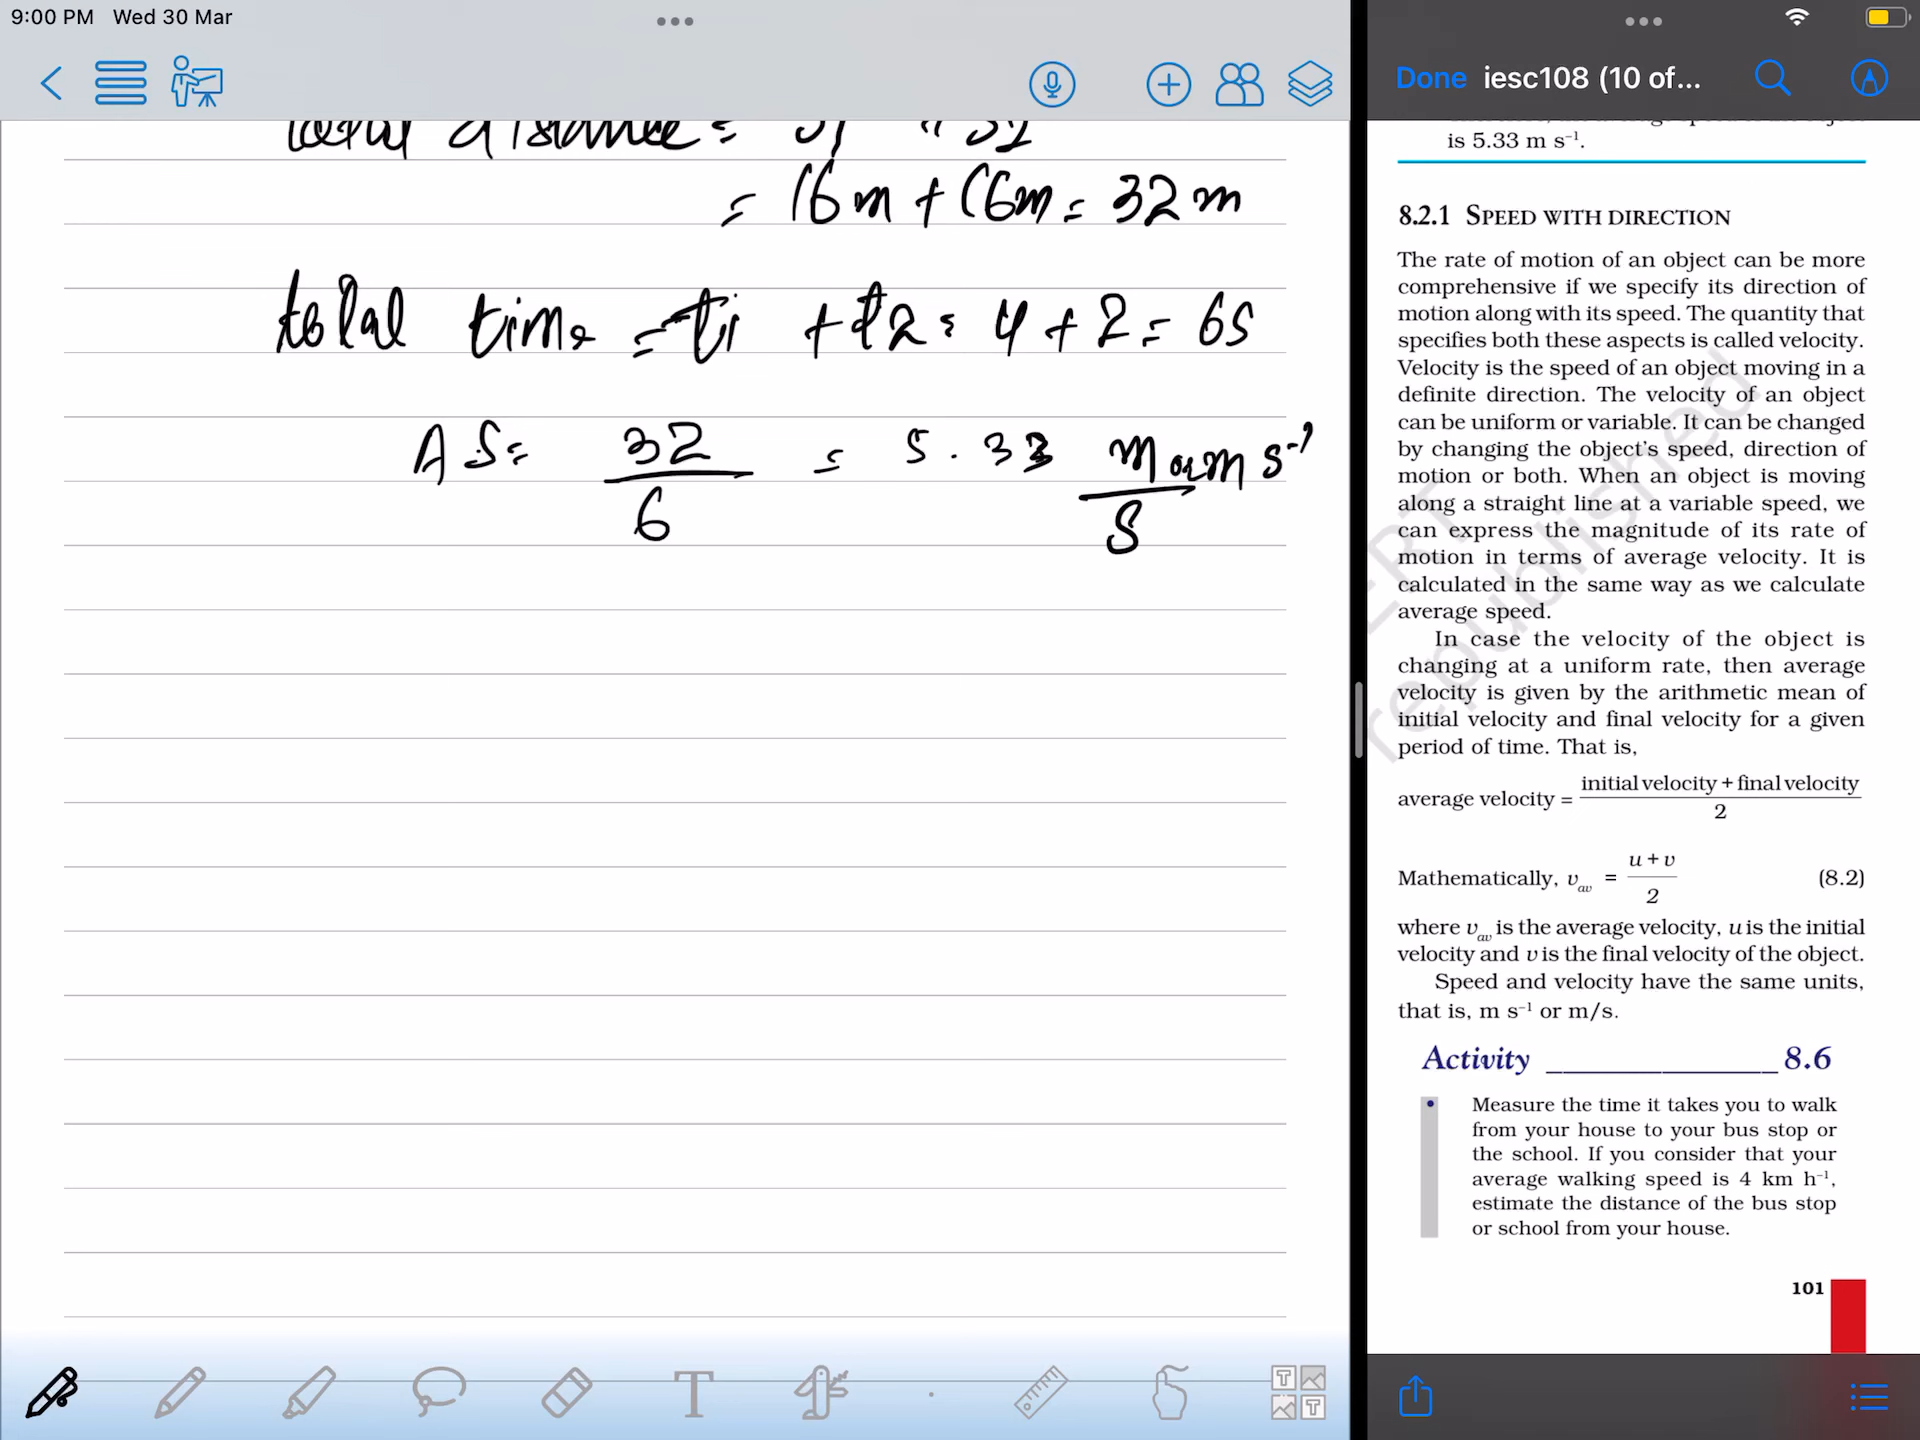 9:00 PM Wed 30 Mar
total distance = S1 + S2
= 16m + 16m = 32 m
total time = t1 + t2 = 4 + 2 = 6s
AS = 32/6 = 5.33 m/s or m s⁻¹
Done iesc108 (10 of...
is 5.33 m s⁻¹.
8.2.1 SPEED WITH DIRECTION
The rate of motion of an object can be more
comprehensive if we specify its direction of
motion along with its speed. The quantity that
specifies both these aspects is called velocity.
Velocity is the speed of an object moving in a
definite direction. The velocity of an object
can be uniform or variable. It can be changed
by changing the object's speed, direction of
motion or both. When an object is moving
along a straight line at a variable speed, we
can express the magnitude of its rate of
motion in terms of average velocity. It is
calculated in the same way as we calculate
average speed.
In case the velocity of the object is
changing at a uniform rate, then average
velocity is given by the arithmetic mean of
initial velocity and final velocity for a given
period of time. That is,
average velocity = initial velocity + final velocity / 2
Mathematically, v_av = u + v / 2 (8.2)
where v_av is the average velocity, u is the initial
velocity and v is the final velocity of the object.
Speed and velocity have the same units,
that is, m s⁻¹ or m/s.
Activity ______________ 8.6
• Measure the time it takes you to walk
from your house to your bus stop or
the school. If you consider that your
average walking speed is 4 km h⁻¹,
estimate the distance of the bus stop
or school from your house.
101
republished